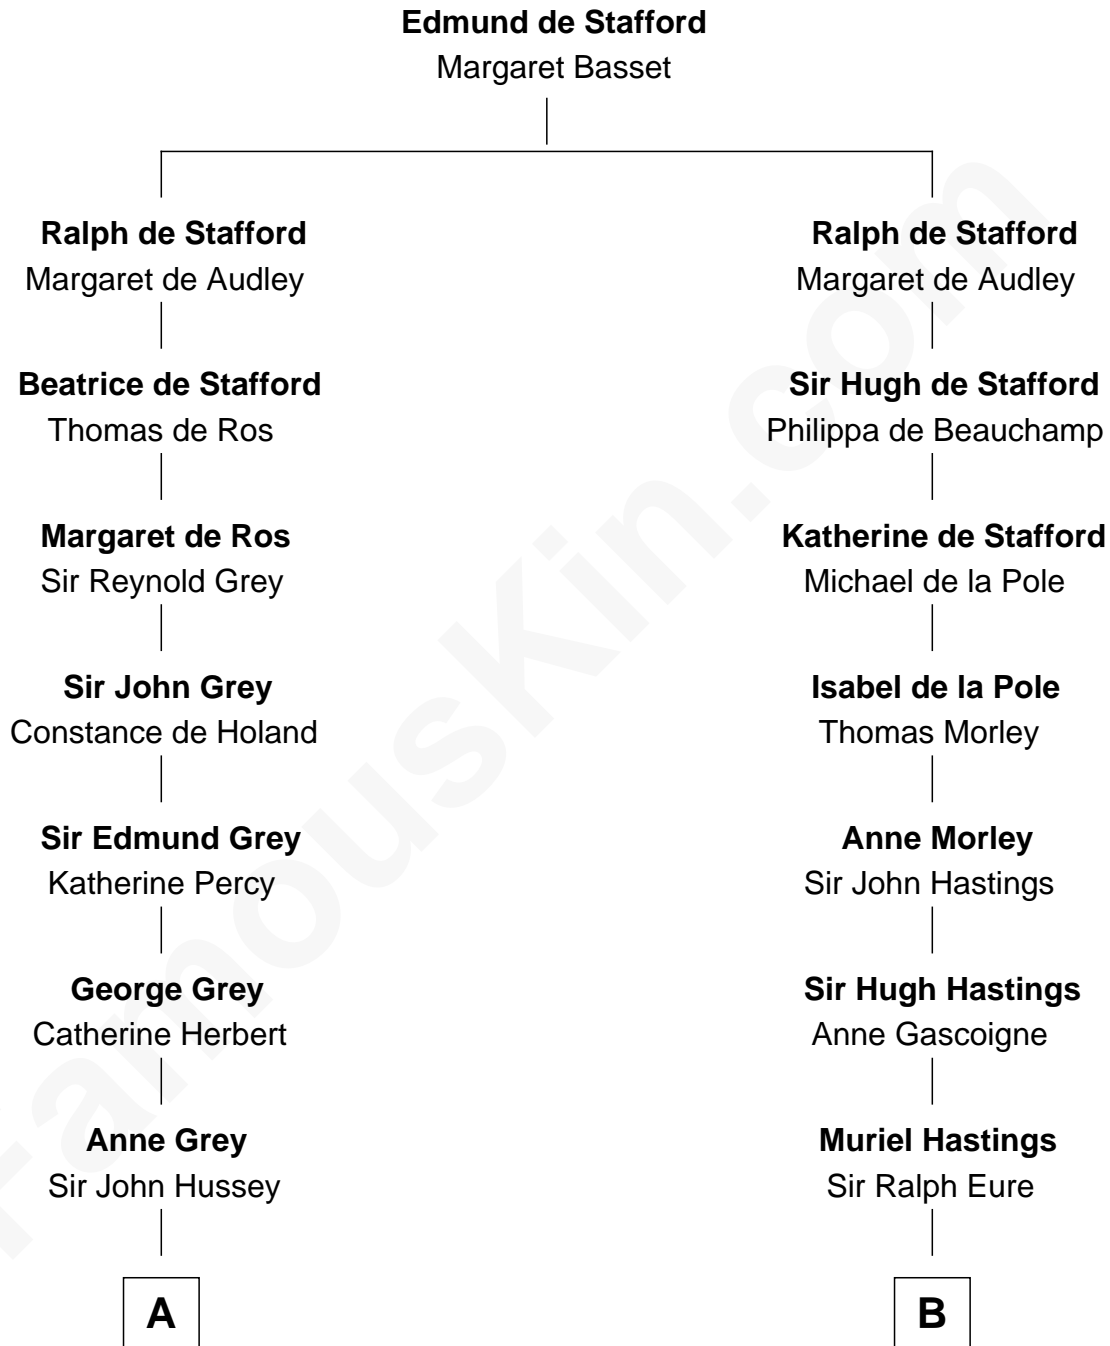 Edmund de Stafford
Margaret Basset
Ralph de Stafford
Margaret de Audley
Ralph de Stafford
Margaret de Audley
Beatrice de Stafford
Thomas de Ros
Sir Hugh de Stafford
Philippa de Beauchamp
Margaret de Ros
Sir Reynold Grey
Katherine de Stafford
Michael de la Pole
Sir John Grey
Constance de Holand
Isabel de la Pole
Thomas Morley
Sir Edmund Grey
Katherine Percy
Anne Morley
Sir John Hastings
George Grey
Catherine Herbert
Sir Hugh Hastings
Anne Gascoigne
Anne Grey
Sir John Hussey
Muriel Hastings
Sir Ralph Eure
A
B
FamousKin.com